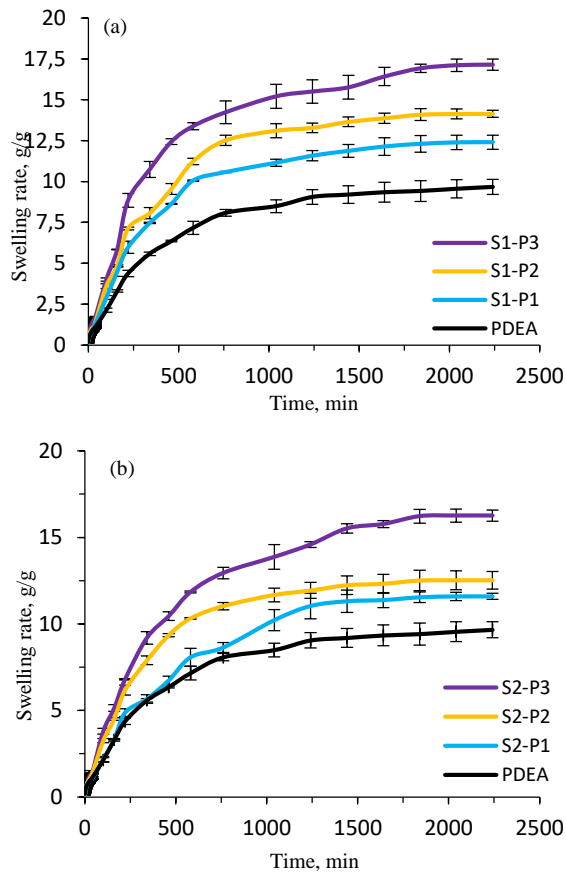 (a)
20
17,5
15
12,5
10
7,5
5
2,5
0
Swelling rate, g/g
S1-P3
S1-P2
S1-P1
PDEA
0 500 1000 1500 2000 2500
Time, min
(b)
20
15
10
5
0
Swelling rate, g/g
S2-P3
S2-P2
S2-P1
PDEA
0 500 1000 1500 2000 2500
Time, min